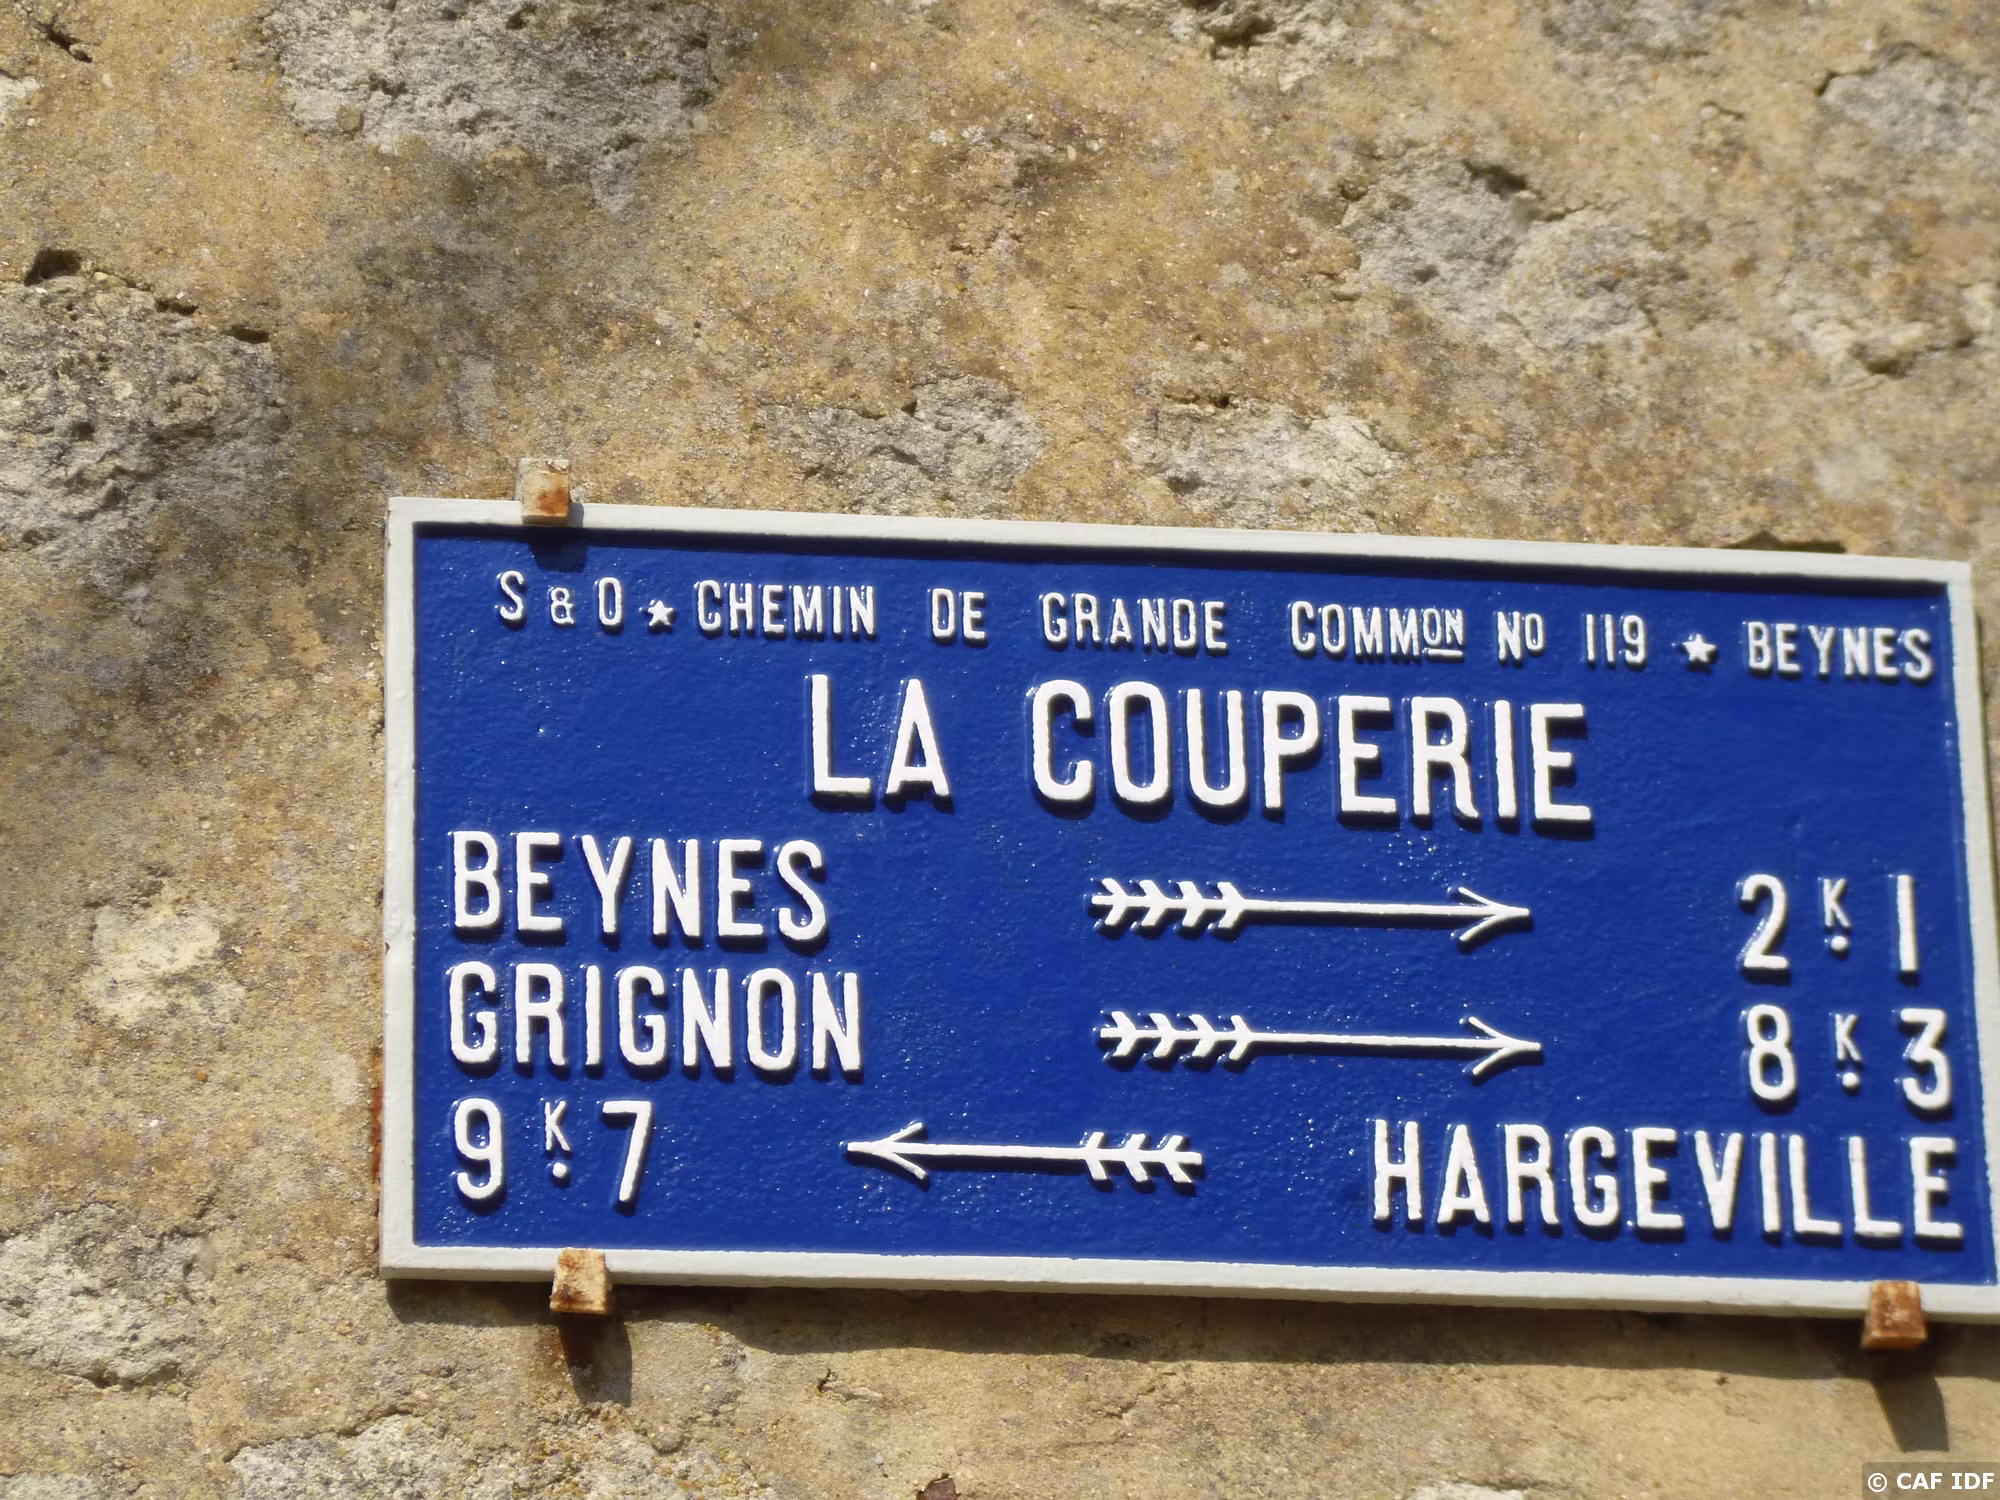 S & O ★ CHEMIN DE GRANDE COMMON NO 119 ★ BEYNES
LA COUPERIE
BEYNES 2 K. 1
GRIGNON 8 K. 3
9 K. 7 HARGEVILLE
© CAF IDF